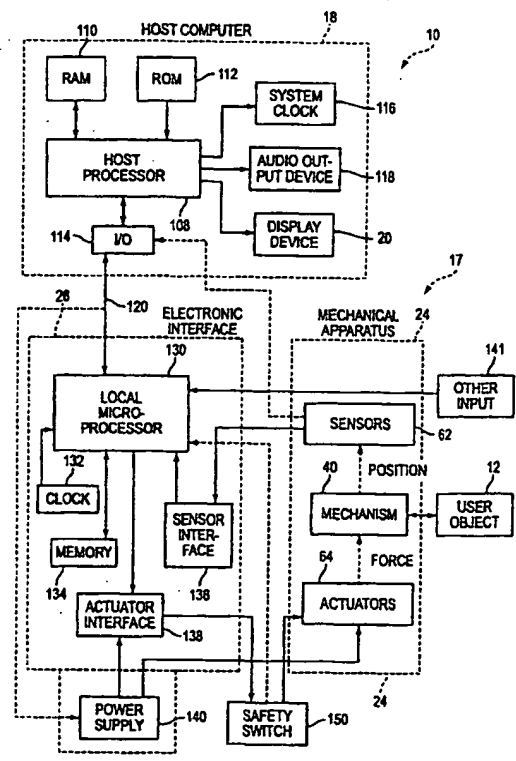 HOST COMPUTER
18
10
110
RAM
ROM
112
SYSTEM
CLOCK
116
HOST
PROCESSOR
AUDIO OUT-
PUT DEVICE
118
108
114
I/O
DISPLAY
DEVICE
20
120
17
26
ELECTRONIC
INTERFACE
MECHANICAL
APPARATUS
24
130
141
LOCAL
MICRO-
PROCESSOR
OTHER
INPUT
SENSORS
62
132
CLOCK
POSITION
40
12
SENSOR
INTER-
FACE
MECHANISM
USER
OBJECT
MEMORY
134
138
64
FORCE
ACTUATOR
INTERFACE
138
ACTUATORS
POWER
SUPPLY
140
SAFETY
SWITCH
150
24